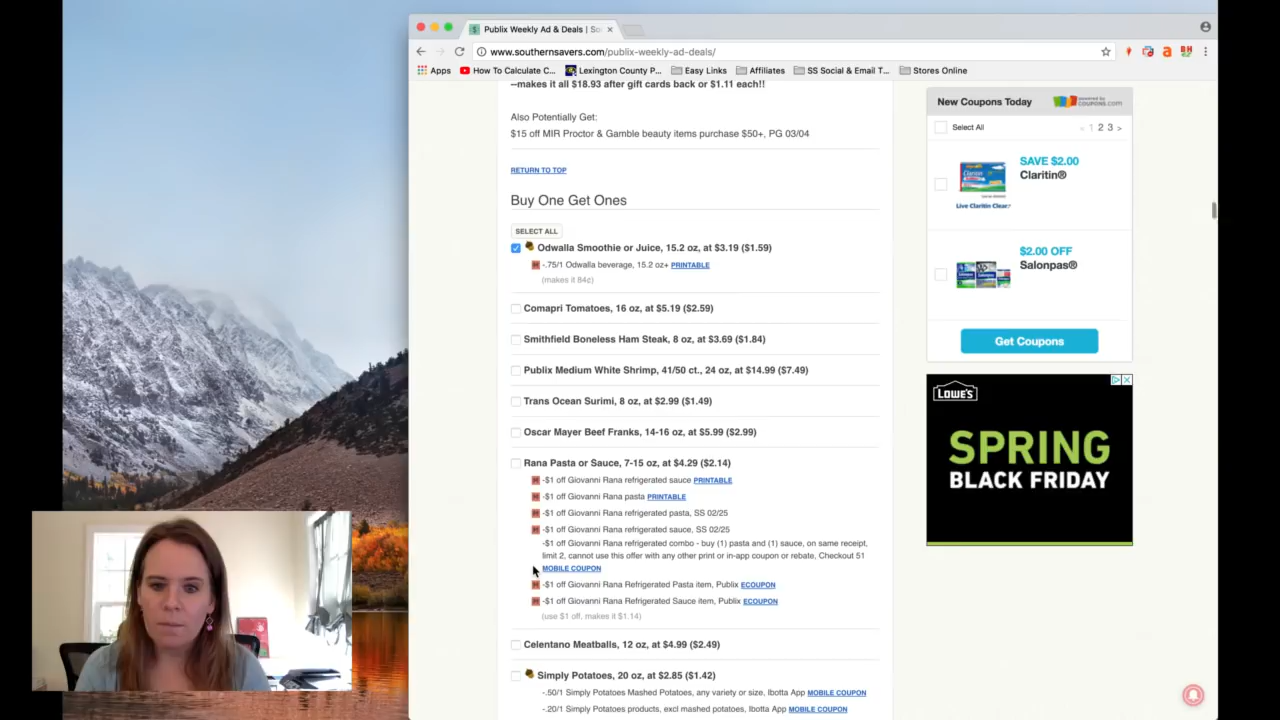 Publix Weekly Ad & Deals | So
www.southernsavers.com/publix-weekly-ad-deals/
Apps
How To Calculate C...
Lexington County P...
Easy Links
Affiliates
SS Social & Email T...
Stores Online
--makes it all $18.93 after gift cards back or $1.11 each!!
Also Potentially Get:
$15 off MIR Proctor & Gamble beauty items purchase $50+, PG 03/04
RETURN TO TOP
Buy One Get Ones
SELECT ALL
Odwalla Smoothie or Juice, 15.2 oz, at $3.19 ($1.59)
-.75/1 Odwalla beverage, 15.2 oz+ PRINTABLE
(makes it 84¢)
Comapri Tomatoes, 16 oz, at $5.19 ($2.59)
Smithfield Boneless Ham Steak, 8 oz, at $3.69 ($1.84)
Publix Medium White Shrimp, 41/50 ct., 24 oz, at $14.99 ($7.49)
Trans Ocean Surimi, 8 oz, at $2.99 ($1.49)
Oscar Mayer Beef Franks, 14-16 oz, at $5.99 ($2.99)
Rana Pasta or Sauce, 7-15 oz, at $4.29 ($2.14)
-$1 off Giovanni Rana refrigerated sauce PRINTABLE
-$1 off Giovanni Rana pasta PRINTABLE
-$1 off Giovanni Rana refrigerated pasta, SS 02/25
-$1 off Giovanni Rana refrigerated sauce, SS 02/25
-$1 off Giovanni Rana refrigerated combo - buy (1) pasta and (1) sauce, on same receipt,
limit 2, cannot use this offer with any other print or in-app coupon or rebate, Checkout 51
MOBILE COUPON
-$1 off Giovanni Rana Refrigerated Pasta item, Publix ECOUPON
-$1 off Giovanni Rana Refrigerated Sauce item, Publix ECOUPON
(use $1 off, makes it $1.14)
Celentano Meatballs, 12 oz, at $4.99 ($2.49)
Simply Potatoes, 20 oz, at $2.85 ($1.42)
-.50/1 Simply Potatoes Mashed Potatoes, any variety or size, Ibotta App MOBILE COUPON
-.20/1 Simply Potatoes products, excl mashed potatoes, Ibotta App MOBILE COUPON
New Coupons Today
powered by
coupons.com
Select All
< 1 2 3 >
SAVE $2.00
Claritin®
Live Claritin Clear.®
$2.00 OFF
Salonpas®
Get Coupons
LOWE'S
SPRING
BLACK FRIDAY